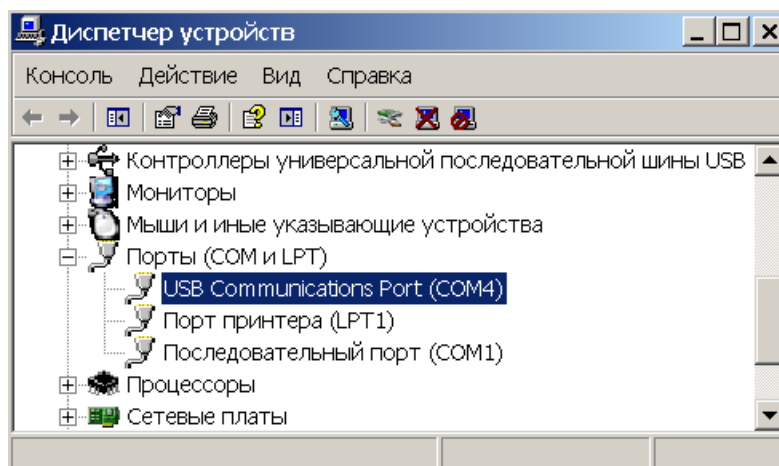 Диспетчер устройств
Консоль Действие Вид Справка
Контроллеры универсальной последовательной шины USB
Мониторы
Мыши и иные указывающие устройства
Порты (COM и LPT)
USB Communications Port (COM4)
Порт принтера (LPT1)
Последовательный порт (COM1)
Процессоры
Сетевые платы